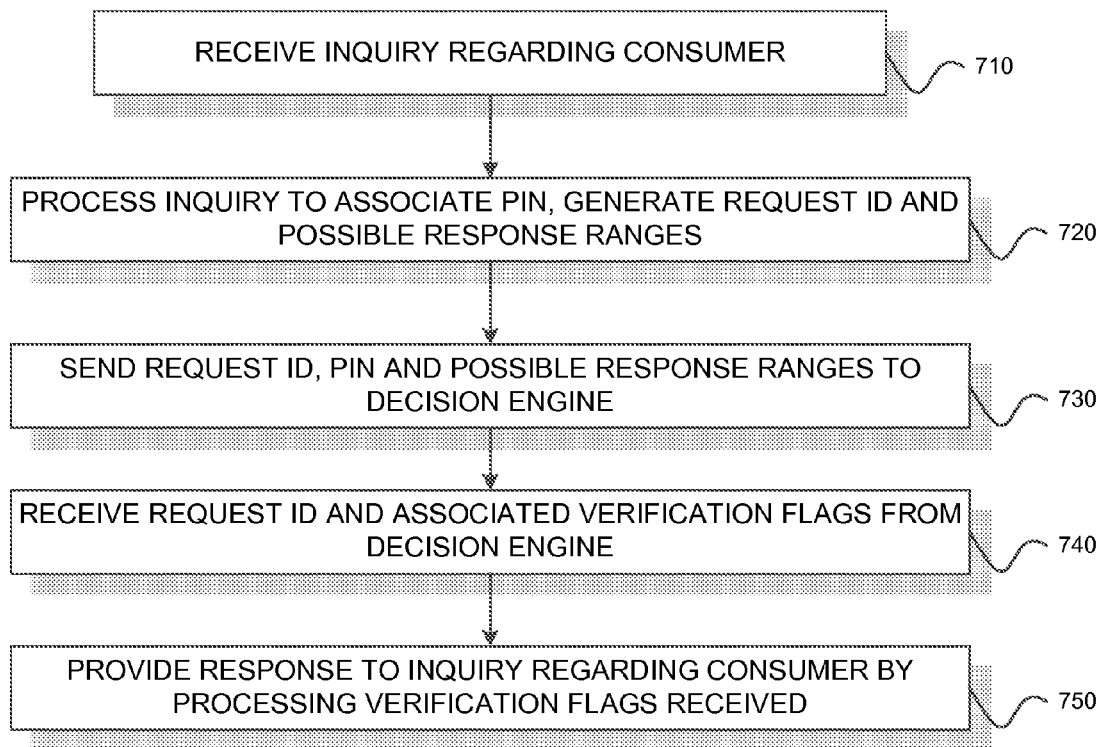 RECEIVE INQUIRY REGARDING CONSUMER
710
PROCESS INQUIRY TO ASSOCIATE PIN, GENERATE REQUEST ID AND
POSSIBLE RESPONSE RANGES
720
SEND REQUEST ID, PIN AND POSSIBLE RESPONSE RANGES TO
DECISION ENGINE
730
RECEIVE REQUEST ID AND ASSOCIATED VERIFICATION FLAGS FROM
DECISION ENGINE
740
PROVIDE RESPONSE TO INQUIRY REGARDING CONSUMER BY
PROCESSING VERIFICATION FLAGS RECEIVED
750